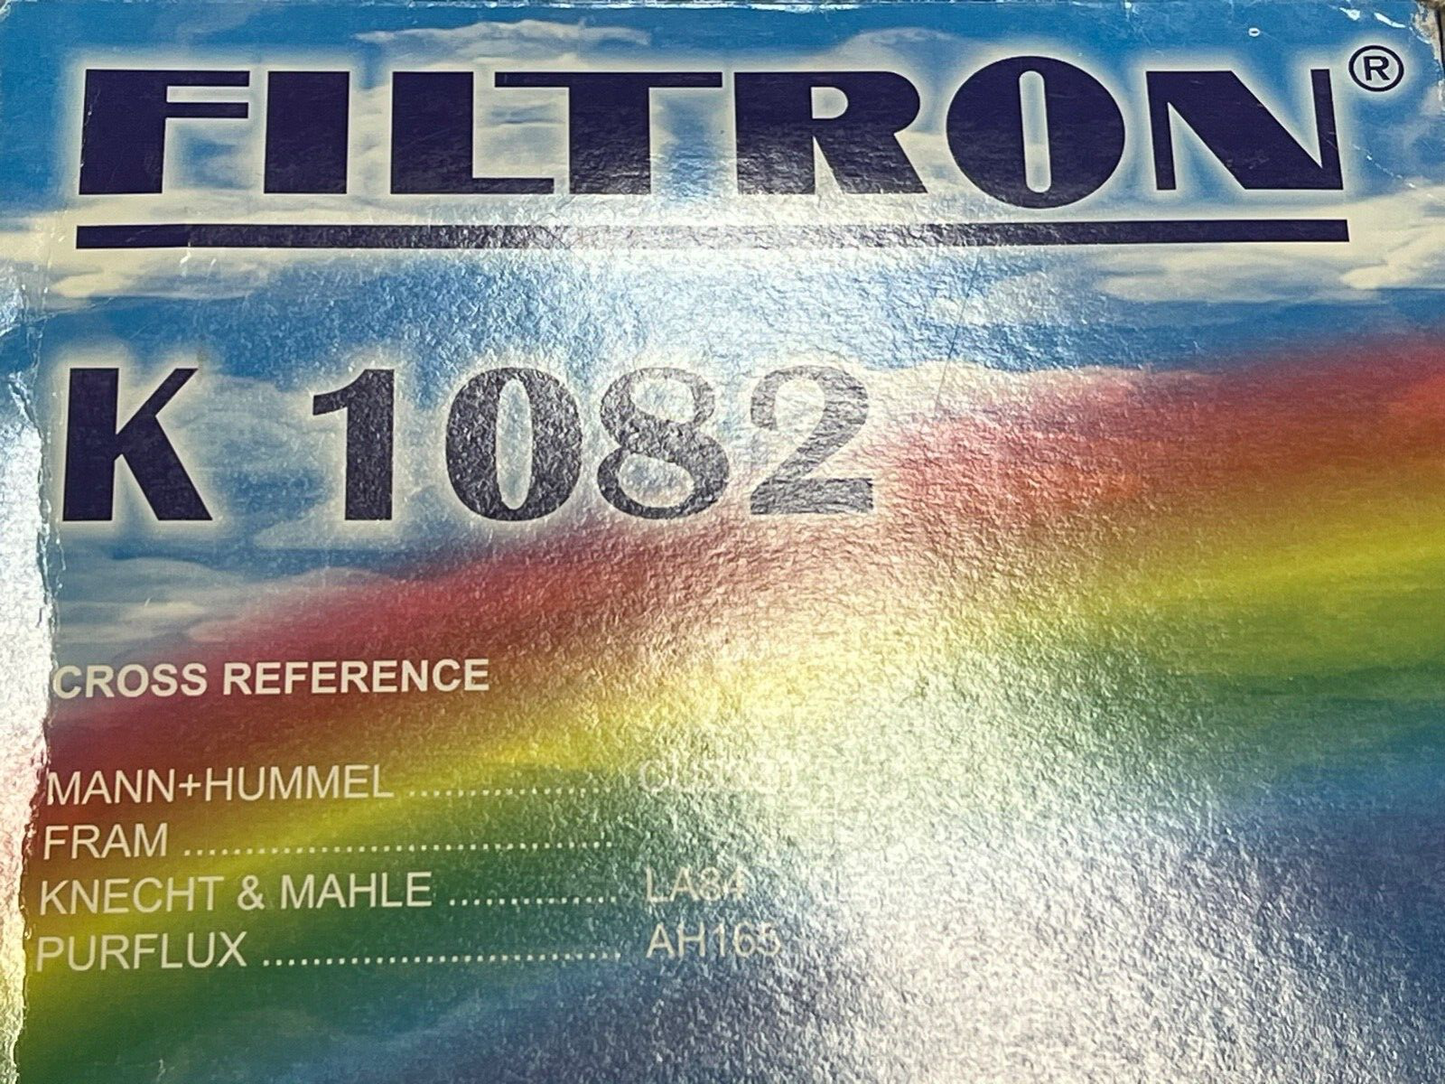 FILTRON®
K 1082
CROSS REFERENCE
MANN+HUMMEL ................
FRAM ..................................
KNECHT & MAHLE .............. LA84
PURFLUX ............................. AH165